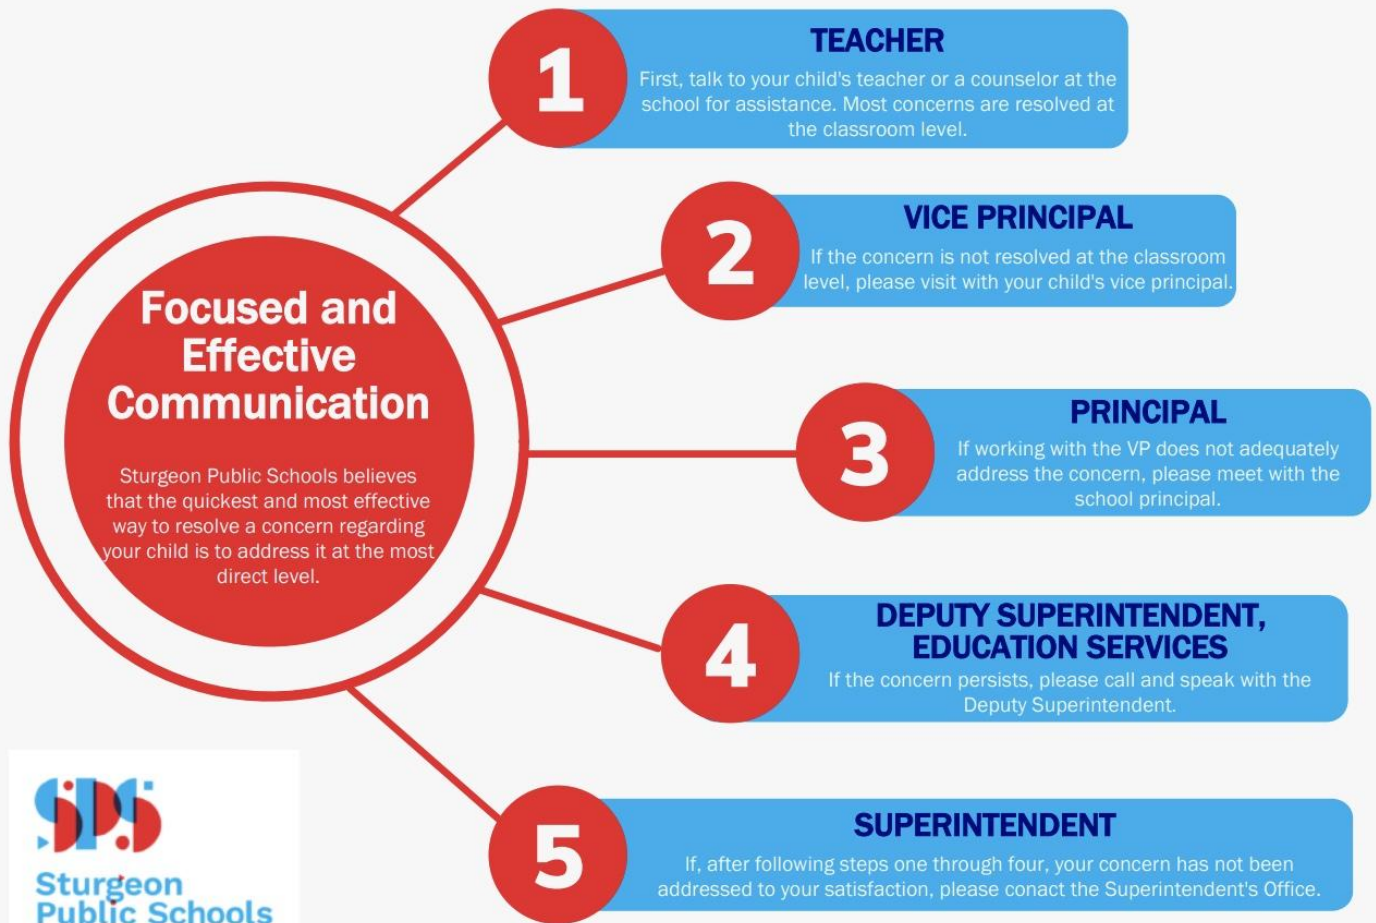 Focused and
Effective
Communication
Sturgeon Public Schools believes
that the quickest and most effective
way to resolve a concern regarding
your child is to address it at the most
direct level.
1
TEACHER
First, talk to your child's teacher or a counselor at the
school for assistance. Most concerns are resolved at
the classroom level.
2
VICE PRINCIPAL
If the concern is not resolved at the classroom
level, please visit with your child's vice principal.
3
PRINCIPAL
If working with the VP does not adequately
address the concern, please meet with the
school principal.
4
DEPUTY SUPERINTENDENT,
EDUCATION SERVICES
If the concern persists, please call and speak with the
Deputy Superintendent.
5
SUPERINTENDENT
If, after following steps one through four, your concern has not been
addressed to your satisfaction, please conact the Superintendent's Office.
SPS
Sturgeon
Public Schools